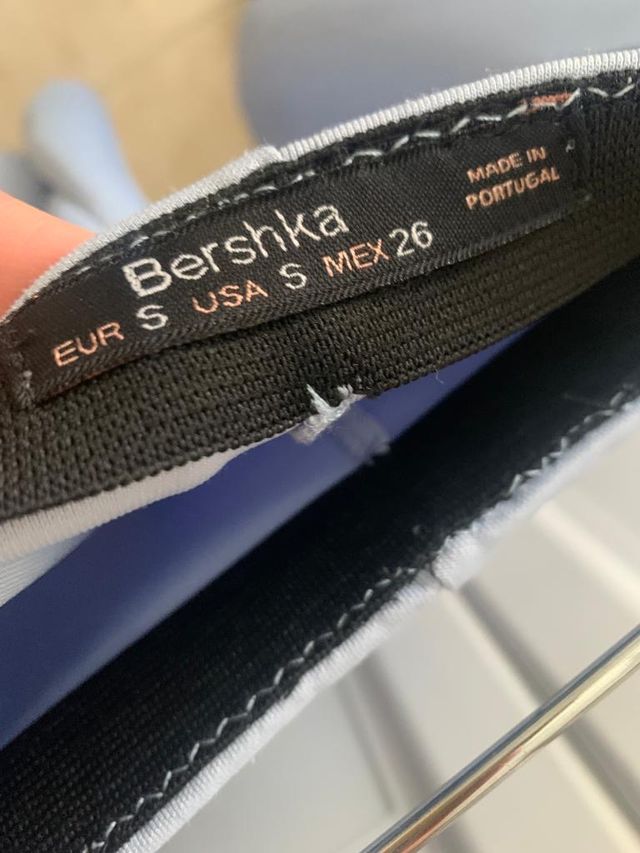 Bershka
EUR S USA S MEX 26
MADE IN
PORTUGAL